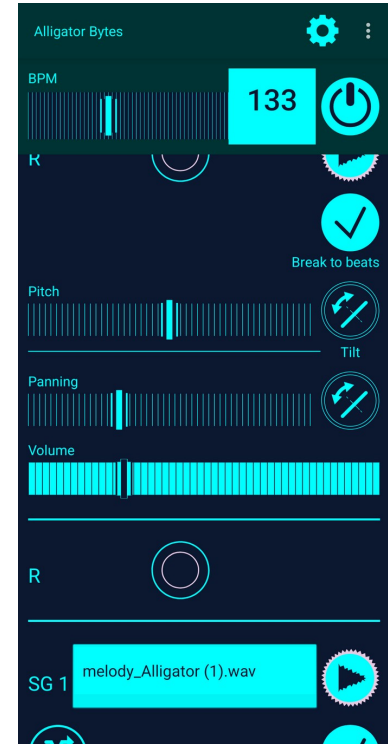 Alligator Bytes
BPM
133
R
Break to beats
Pitch
Tilt
Panning
Volume
R
SG 1
melody_Alligator (1).wav